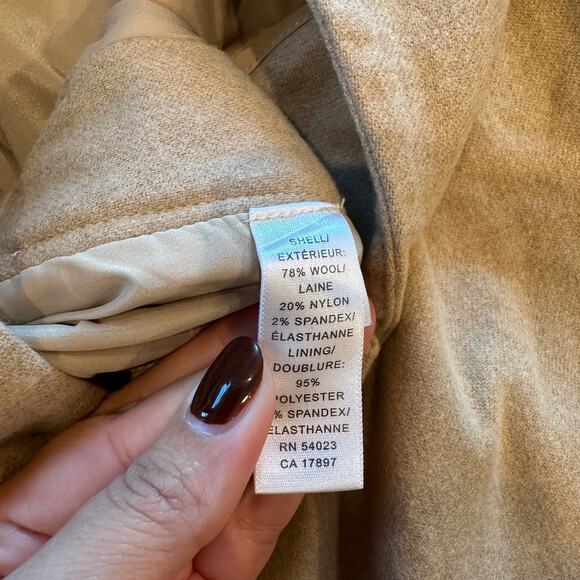 SHELL/
EXTÉRIEUR:
78% WOOL/
LAINE
20% NYLON
2% SPANDEX/
ÉLASTHANNE
LINING/
DOUBLURE:
95%
POLYESTER
% SPANDEX/
ÉLASTHANNE
RN 54023
CA 17897